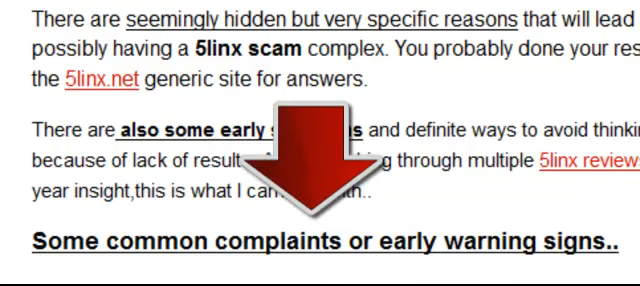 There are seemingly hidden but very specific reasons that will lead
possibly having a 5linx scam complex. You probably done your res
the 5linx.net generic site for answers.
There are also some early s s and definite ways to avoid thinki
because of lack of result g through multiple 5linx reviews
year insight,this is what I can th..
Some common complaints or early warning signs..